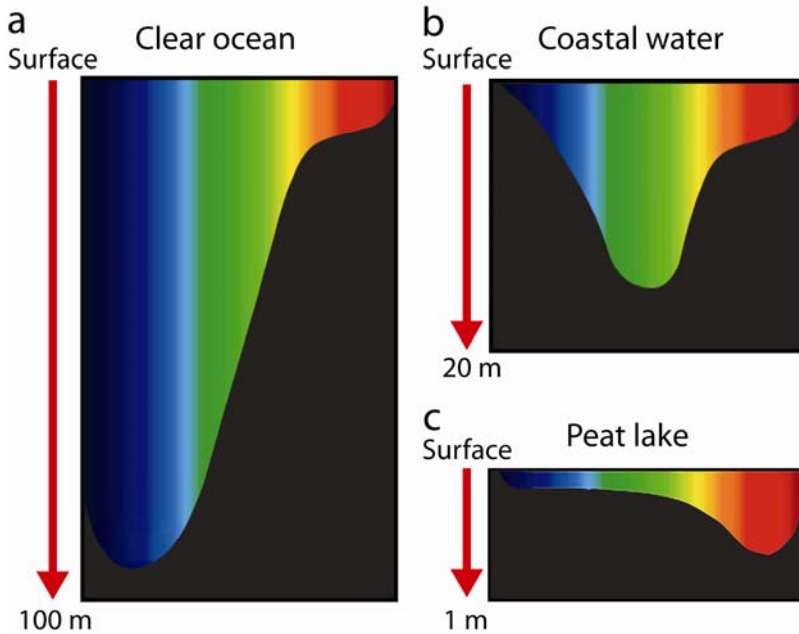 a
Clear ocean
Surface
100 m
b
Coastal water
Surface
20 m
c
Peat lake
Surface
1 m